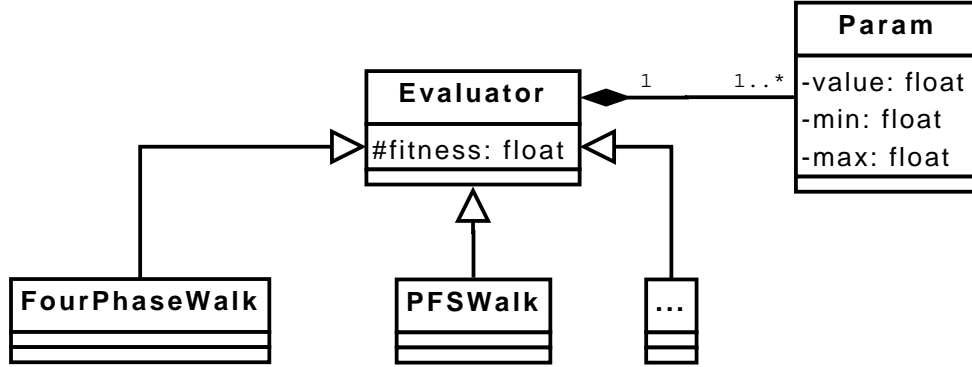 Param
-value: float
-min: float
-max: float
1
1..*
Evaluator
#fitness: float
FourPhaseWalk
PFSWalk
...